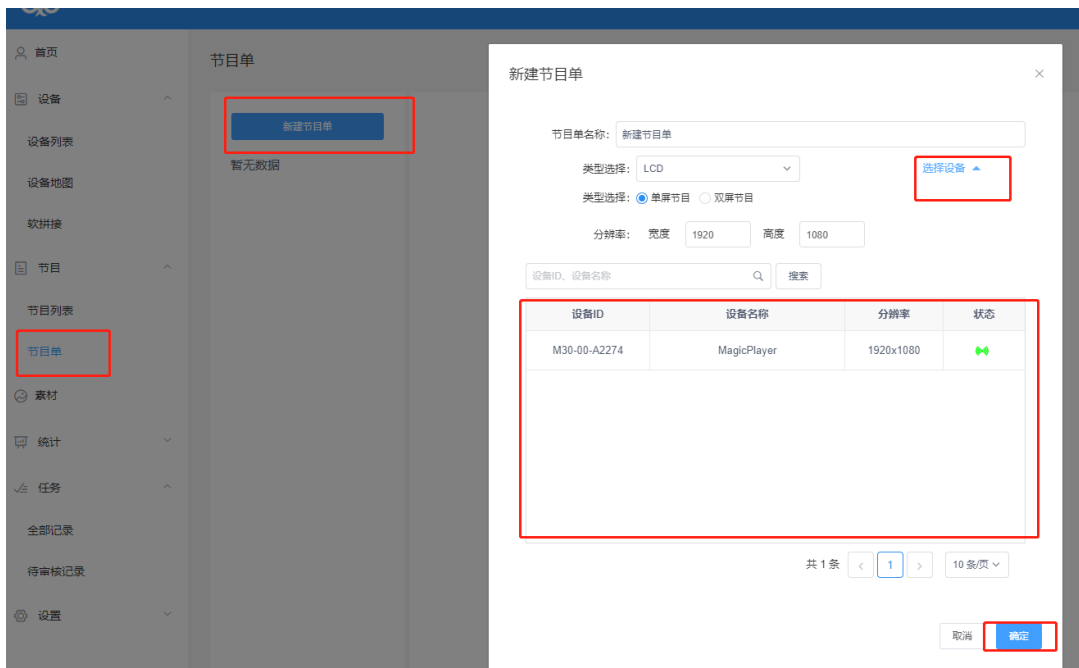 首页
设备
设备列表
设备地图
软拼接
节目
节目列表
节目单
素材
统计
任务
全部记录
待审核记录
设置
节目单
新建节目单
暂无数据
新建节目单
节目单名称: 新建节目单
类型选择: LCD
选择设备
类型选择: 单屏节目 双屏节目
分辨率: 宽度 1920 高度 1080
设备ID、设备名称 搜索
设备ID 设备名称 分辨率 状态
M30-00-A2274 MagicPlayer 1920x1080
共 1 条 < 1 > 10 条/页
取消 确定